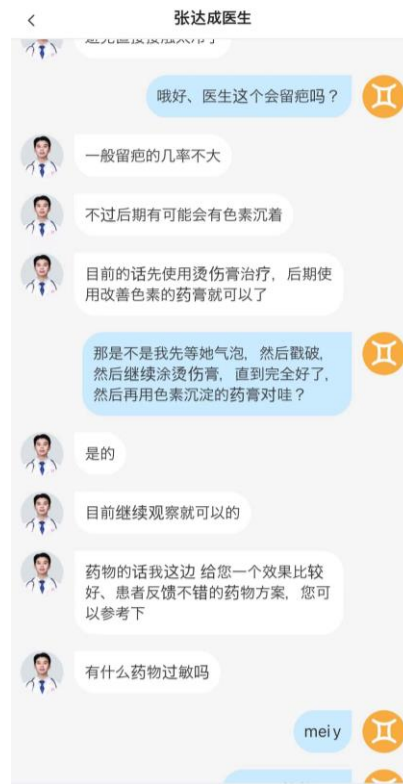 张达成医生
哦好、医生这个会留疤吗？
一般留疤的几率不大
不过后期有可能会有色素沉着
目前的话先使用烫伤膏治疗，后期使
用改善色素的药膏就可以了
那是不是我先等她气泡，然后戳破，
然后继续涂烫伤膏，直到完全好了，
然后再用色素沉淀的药膏对哇？
是的
目前继续观察就可以的
药物的话我这边 给您一个效果比较
好、患者反馈不错的药物方案，您可
以参考下
有什么药物过敏吗
mei y